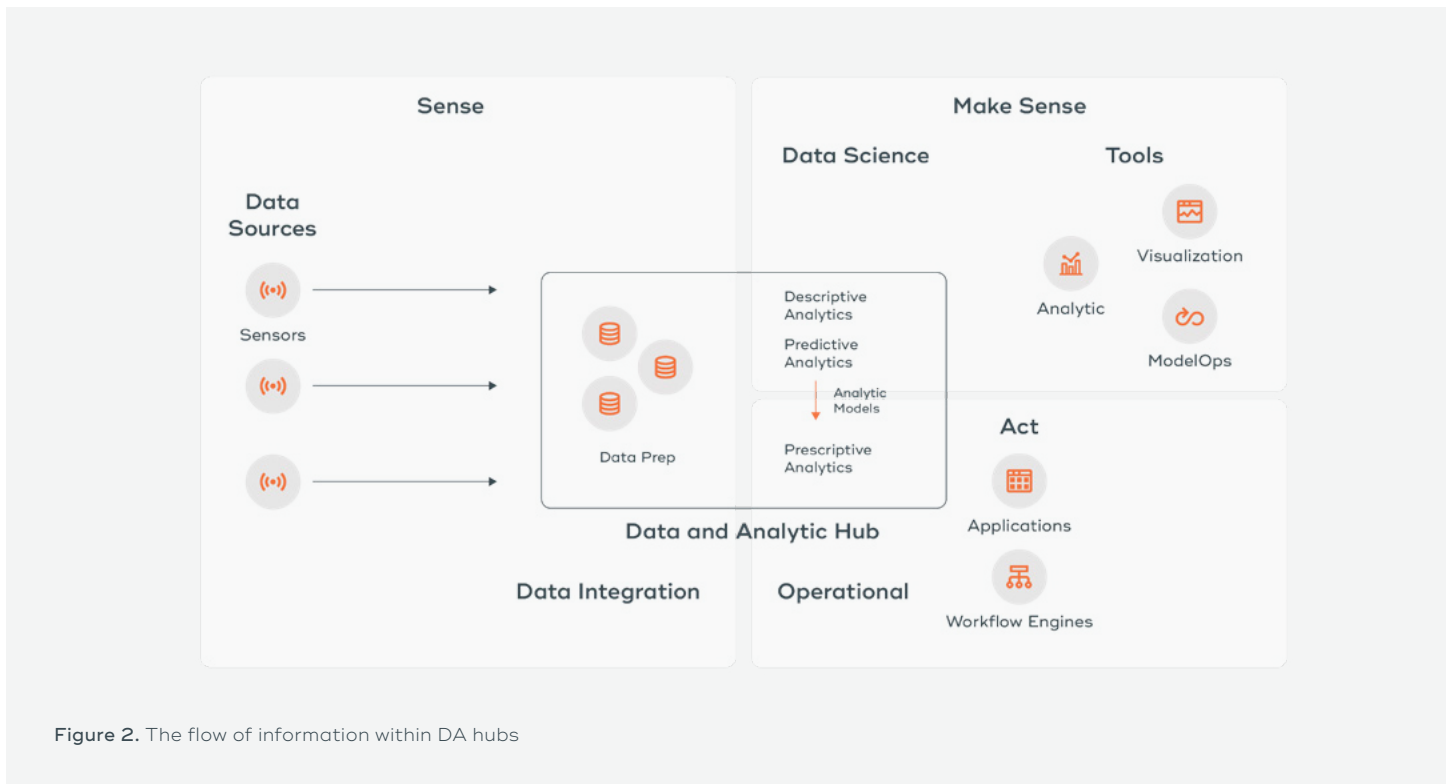 Sense
Data
Sources
Sensors
Data Prep
Data and Analytic Hub
Data Integration
Make Sense
Data Science
Tools
Visualization
Analytic
ModelOps
Descriptive
Analytics
Predictive
Analytics
Analytic
Models
Prescriptive
Analytics
Act
Applications
Operational
Workflow Engines
Figure 2. The flow of information within DA hubs